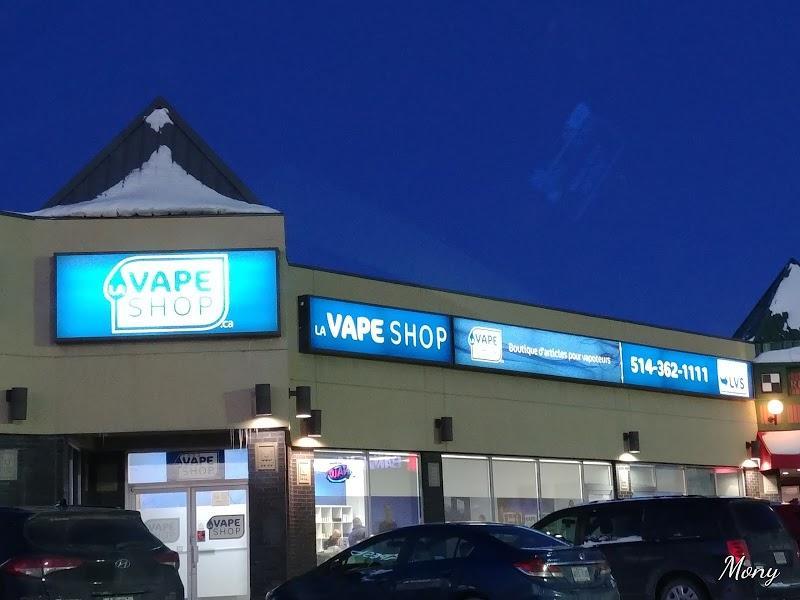 LA VAPE
SHOP
.ca
LA VAPE SHOP
VAPE
Boutique d'articles pour vapoteurs
514-362-1111
LVS
VAPE
SHOP
VAPE
SHOP
Mony